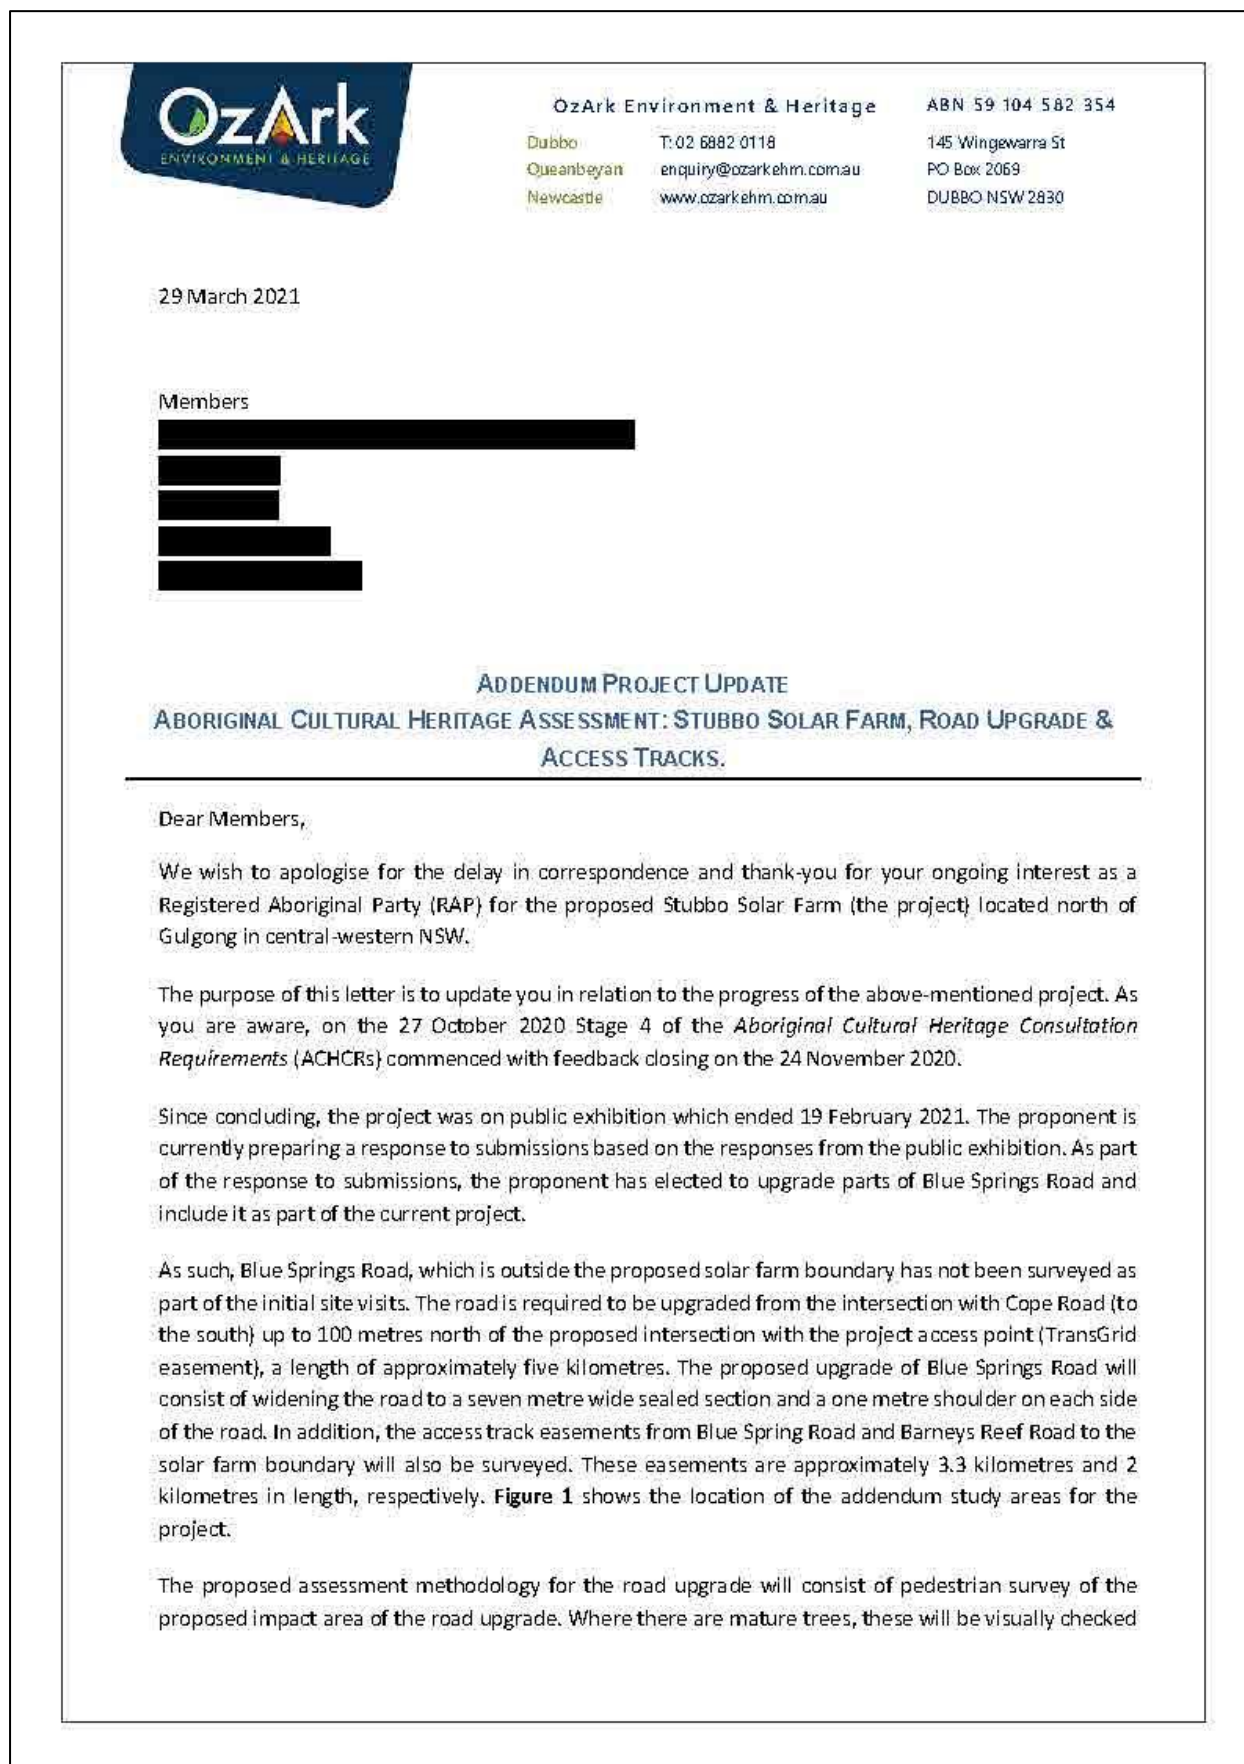 OzArk
ENVIRONMENT & HERITAGE
OzArk Environment & Heritage ABN 59 104 582 354
Dubbo T: 02 6882 0118 145 Wingewarra St
Queanbeyan enquiry@ozarkehm.com.au PO Box 2069
Newcastle www.ozarkehm.com.au DUBBO NSW 2830
29 March 2021
Members
ADDENDUM PROJECT UPDATE
ABORIGINAL CULTURAL HERITAGE ASSESSMENT: STUBBO SOLAR FARM, ROAD UPGRADE &
ACCESS TRACKS.
Dear Members,
We wish to apologise for the delay in correspondence and thank-you for your ongoing interest as a
Registered Aboriginal Party (RAP) for the proposed Stubbo Solar Farm (the project) located north of
Gulgong in central-western NSW.
The purpose of this letter is to update you in relation to the progress of the above-mentioned project. As
you are aware, on the 27 October 2020 Stage 4 of the Aboriginal Cultural Heritage Consultation
Requirements (ACHCRs) commenced with feedback closing on the 24 November 2020.
Since concluding, the project was on public exhibition which ended 19 February 2021. The proponent is
currently preparing a response to submissions based on the responses from the public exhibition. As part
of the response to submissions, the proponent has elected to upgrade parts of Blue Springs Road and
include it as part of the current project.
As such, Blue Springs Road, which is outside the proposed solar farm boundary has not been surveyed as
part of the initial site visits. The road is required to be upgraded from the intersection with Cope Road (to
the south) up to 100 metres north of the proposed intersection with the project access point (TransGrid
easement), a length of approximately five kilometres. The proposed upgrade of Blue Springs Road will
consist of widening the road to a seven metre wide sealed section and a one metre shoulder on each side
of the road. In addition, the access track easements from Blue Spring Road and Barneys Reef Road to the
solar farm boundary will also be surveyed. These easements are approximately 3.3 kilometres and 2
kilometres in length, respectively. Figure 1 shows the location of the addendum study areas for the
project.
The proposed assessment methodology for the road upgrade will consist of pedestrian survey of the
proposed impact area of the road upgrade. Where there are mature trees, these will be visually checked